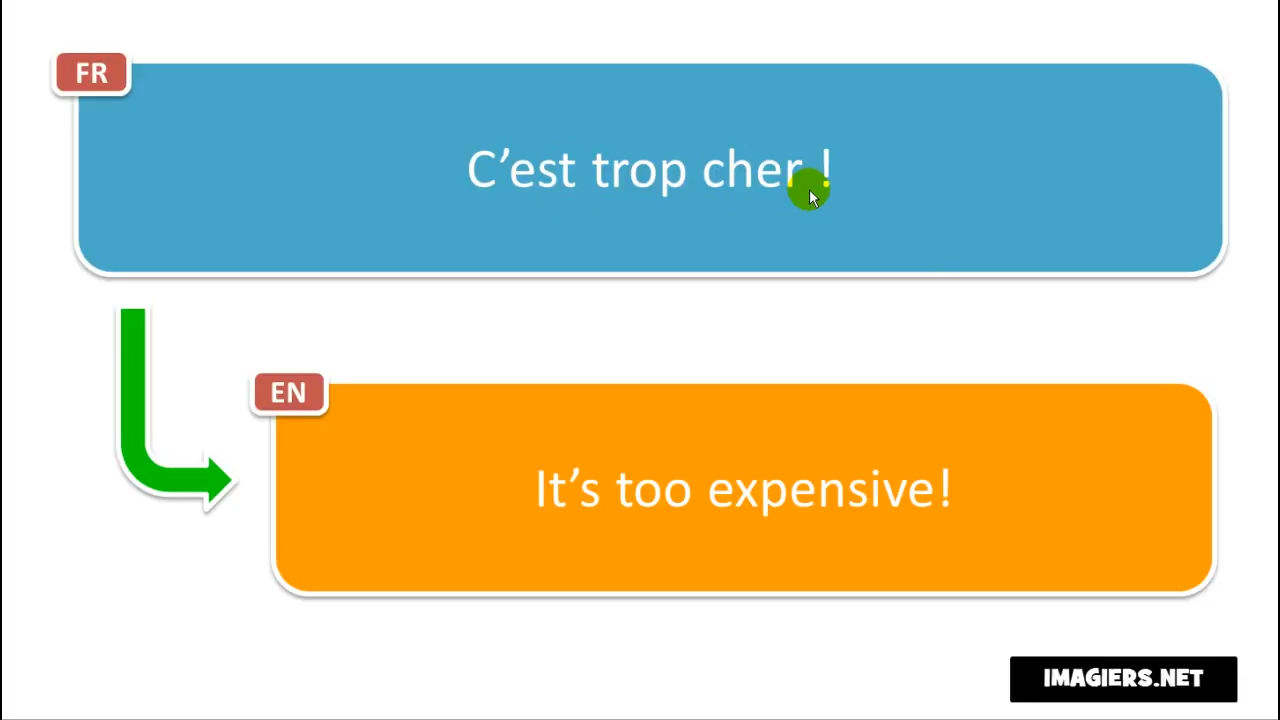 FR
C’est trop cher !
EN
It’s too expensive!
IMAGIERS.NET